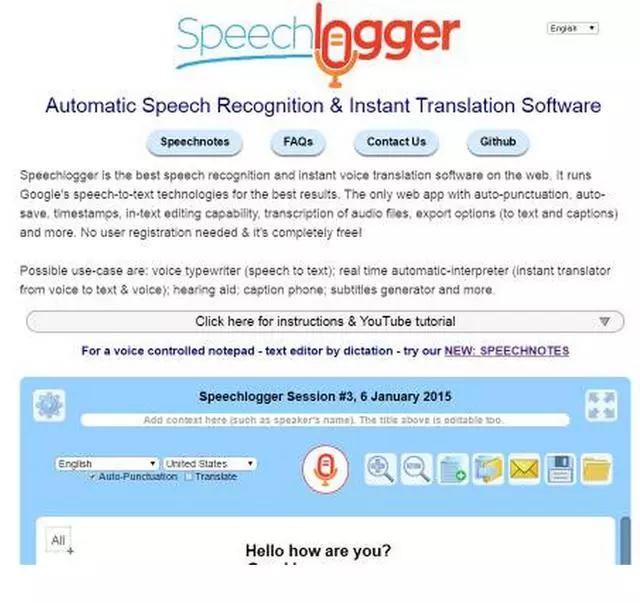 Speechlogger
English
Automatic Speech Recognition & Instant Translation Software
Speechnotes FAQs Contact Us Github
Speechlogger is the best speech recognition and instant voice translation software on the web. It runs
Google's speech-to-text technologies for the best results. The only web app with auto-punctuation, auto-
save, timestamps, in-text editing capability, transcription of audio files, export options (to text and captions)
and more. No user registration needed & it's completely free!
Possible use-case are: voice typewriter (speech to text); real time automatic-interpreter (instant translator
from voice to text & voice); hearing aid; caption phone; subtitles generator and more.
Click here for instructions & YouTube tutorial
For a voice controlled notepad - text editor by dictation - try our NEW: SPEECHNOTES
Speechlogger Session #3, 6 January 2015
Add context here (such as speaker's name). The title above is editable too.
English United States
Auto-Punctuation Translate
All
Hello how are you?